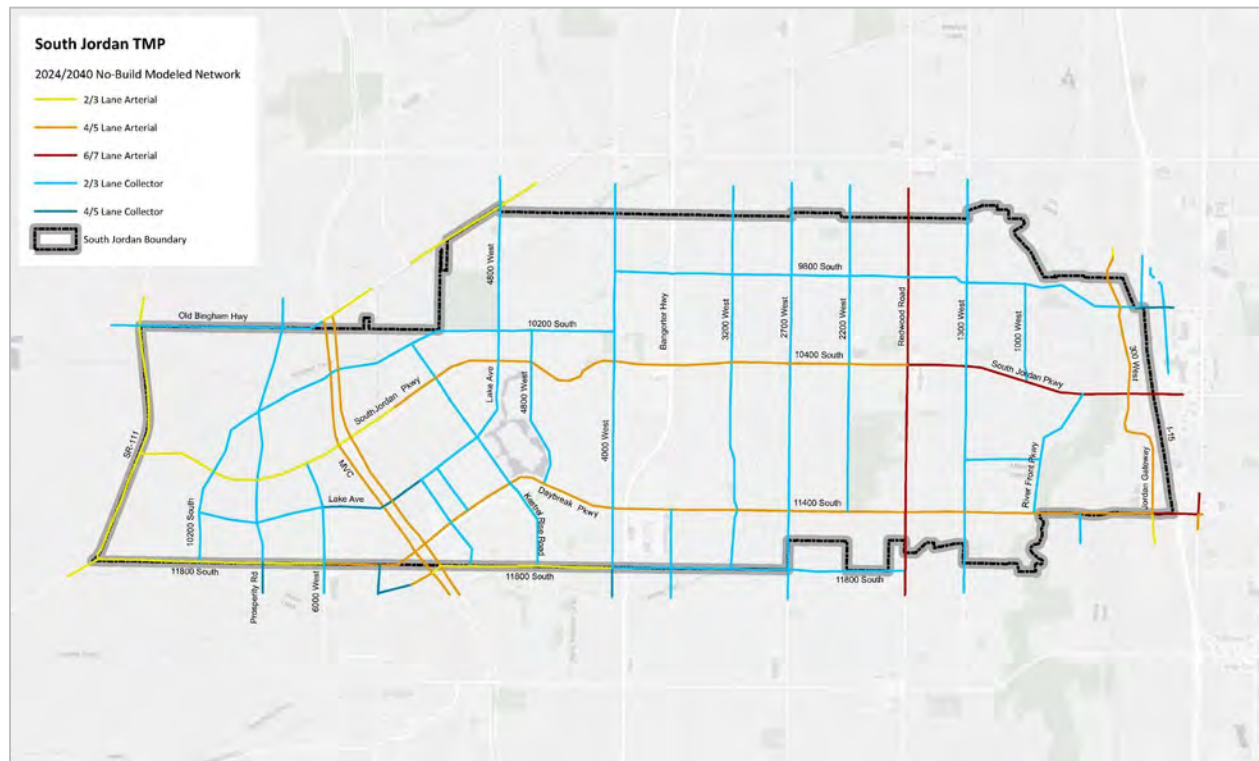 South Jordan TMP
2024/2040 No-Build Modeled Network
2/3 Lane Arterial
4/5 Lane Arterial
6/7 Lane Arterial
2/3 Lane Collector
4/5 Lane Collector
South Jordan Boundary
4800 West
9800 South
Old Bingham Hwy
10200 South
Bangerter Hwy
3200 West
2700 West
2200 West
Redwood Road
1300 West
1000 West
300 West
10400 South
South Jordan Pkwy
SouthJordan Pkwy
Lake Ave
4800 West
4000 West
SR-111
MVC
I-15
River Front Pkwy
Jordan Gateway
10200 South
Lake Ave
Daybreak Pkwy
11400 South
Kestrel Rise Road
11800 South
11800 South
11800 South
Prosperity Rd
6000 West